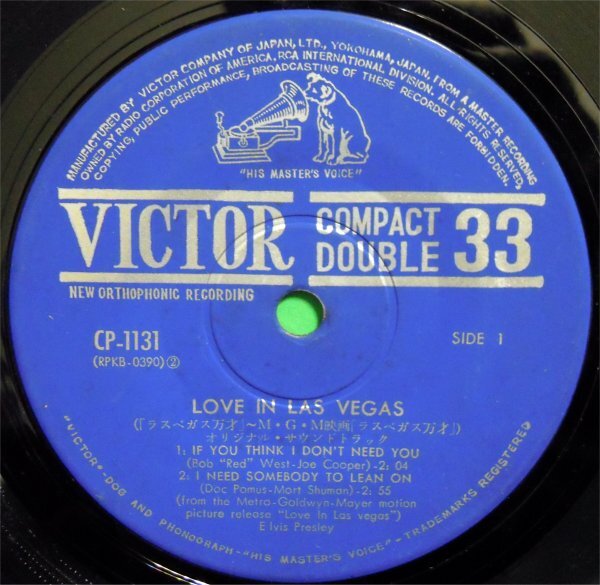 MANUFACTURED BY VICTOR COMPANY OF JAPAN, LTD., YOKOHAMA, JAPAN, FROM A MASTER RECORDING
OWNED BY RADIO CORPORATION OF AMERICA, RCA INTERNATIONAL DIVISION. ALL RIGHTS RESERVED,
COPYING, PUBLIC PERFORMANCE, BROADCASTING OF THESE RECORDS ARE FORBIDDEN.
"HIS MASTER'S VOICE"
VICTOR
COMPACT
DOUBLE
33
NEW ORTHOPHONIC RECORDING
CP-1131
SIDE 1
(RPKB-0390)②
LOVE IN LAS VEGAS
(「ラスベガス万才」~M・G・M映画「ラスベガス万才」)
オリジナル・サウンドトラック
1: IF YOU THINK I DON'T NEED YOU
(Bob "Red" West-Joe Cooper)-2: 04
2: I NEED SOMEBODY TO LEAN ON
(Doc Pomus-Mort Shuman)-2: 55
(from the Metro-Goldwyn-Mayer motion
picture release "Love In Las vegas")
Elvis Presley
"VICTOR"-DOG AND PHONOGRAPH-"HIS MASTER'S VOICE"-TRADEMARKS REGISTERED